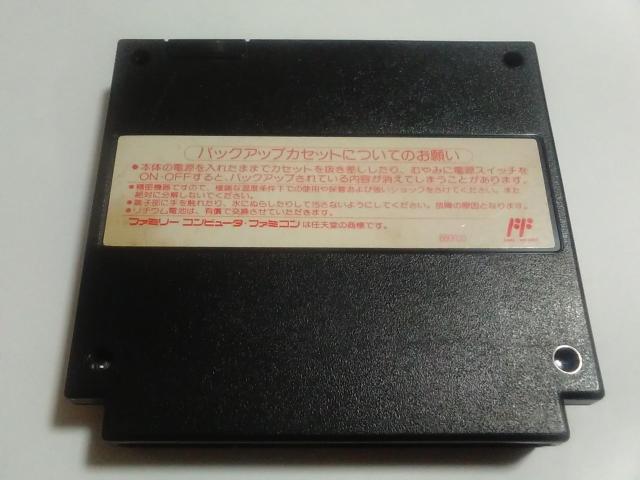 バックアップカセットについてのお願い
●本体の電源を入れたままでカセットを抜き差ししたり、むやみに電源スイッチを
ON・OFFすると、バックアップされている内容が消えてしまうことがあります。
●精密機器ですので、極端な温度条件下での使用や保管および強いショックをさけてください。また
絶対に分解しないでください。
●端子部に手を触れたり、水にぬらしたりして汚さないようにしてください。故障の原因となります。
●リチウム電池は、有償で交換させていただきます。
ファミリー コンピュータ・ファミコンは任天堂の商標です。